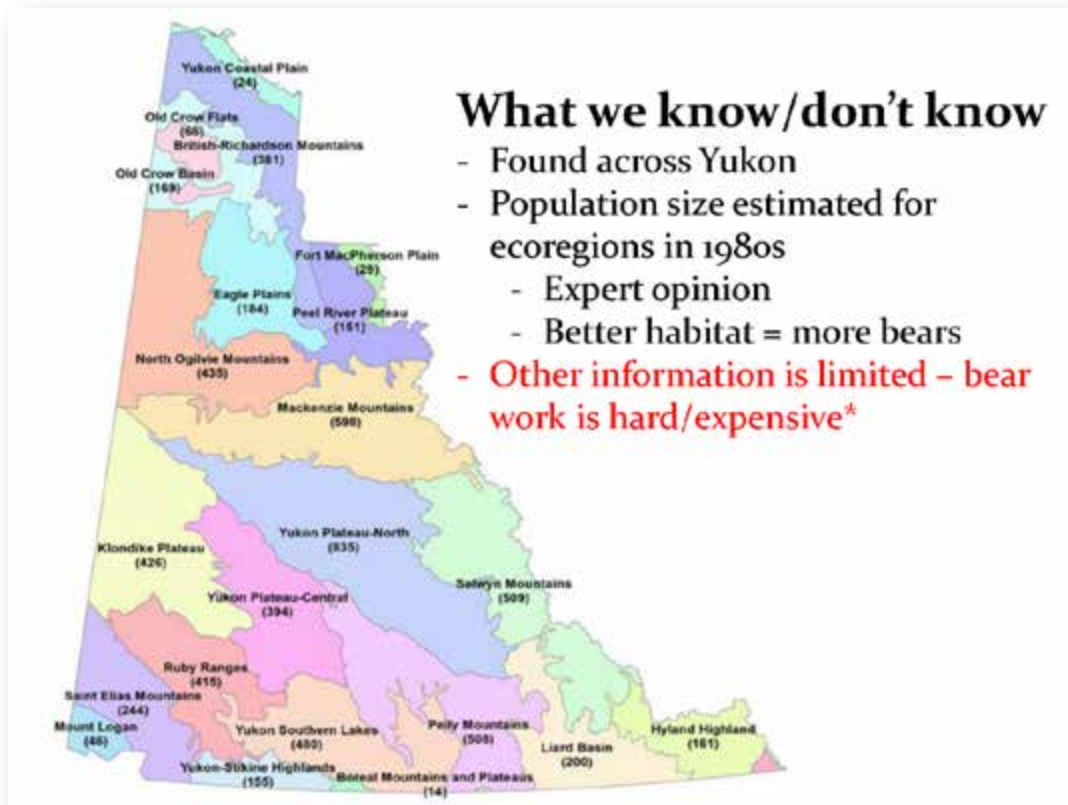 Yukon Coastal Plain
(24)
Old Crow Flats
(68)
British-Richardson Mountains
(381)
Old Crow Basin
(169)
Fort MacPherson Plain
Eagle Plains
(184)
Peel River Plateau
(151)
North Ogilvie Mountains
(435)
Mackenzie Mountains
(598)
Klondike Plateau
(426)
Yukon Plateau-North
(835)
Selwyn Mountains
(509)
Yukon Plateau-Central
(394)
Ruby Ranges
(415)
Saint Elias Mountains
(244)
Mount Logan
Yukon Southern Lakes
Pelly Mountains
(508)
Liard Basin
(200)
Hyland Highland
(161)
Yukon-Stikine Highlands
(155)
Boreal Mountains and Plateaus
(14)
What we know/don't know
- Found across Yukon
- Population size estimated for
ecoregions in 1980s
- Expert opinion
- Better habitat = more bears
- Other information is limited – bear
work is hard/expensive*